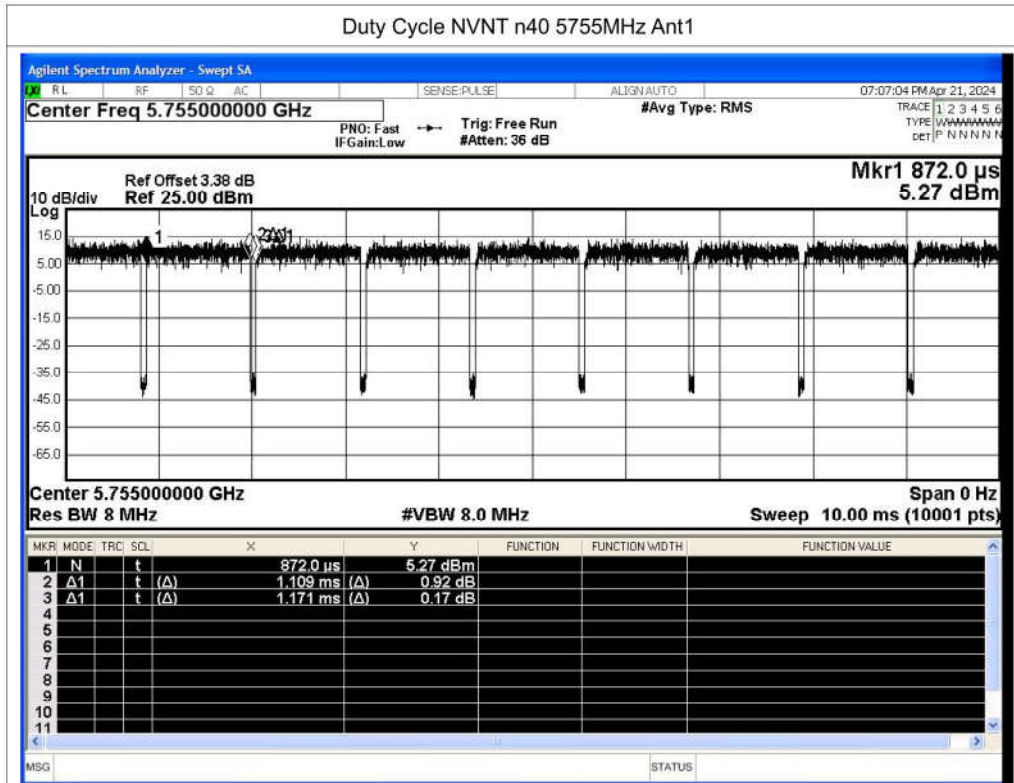 Duty Cycle NVNT n40 5755MHz Ant1
Agilent Spectrum Analyzer - Swept SA
LXI RL RF 50 Ω AC SENSE:PULSE ALIGN AUTO 07:07:04 PM Apr 21, 2024
Center Freq 5.755000000 GHz #Avg Type: RMS TRACE 1 2 3 4 5 6
PNO: Fast Trig: Free Run TYPE
IFGain:Low #Atten: 36 dB DET P N N N N N
Mkr1 872.0 µs
Ref Offset 3.38 dB
10 dB/div Ref 25.00 dBm 5.27 dBm
Log
15.0
1
5.00
-5.00
-15.0
-25.0
-35.0
-45.0
-55.0
-65.0
Center 5.755000000 GHz Span 0 Hz
Res BW 8 MHz #VBW 8.0 MHz Sweep 10.00 ms (10001 pts)
MKR MODE TRC SCL X Y FUNCTION FUNCTION WIDTH FUNCTION VALUE
1 N t 872.0 µs 5.27 dBm
2 Δ1 t (Δ) 1.109 ms (Δ) 0.92 dB
3 Δ1 t (Δ) 1.171 ms (Δ) 0.17 dB
4
5
6
7
8
9
10
11
MSG STATUS